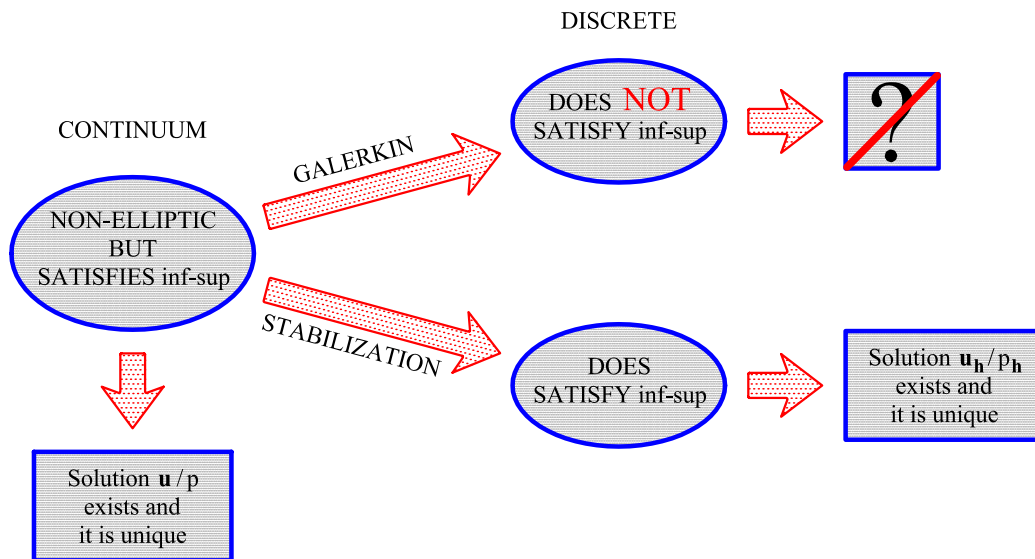 DISCRETE
DOES NOT
SATISFY inf-sup
?
CONTINUUM
GALERKIN
NON-ELLIPTIC
BUT
SATISFIES inf-sup
STABILIZATION
DOES
SATISFY inf-sup
Solution u_h/p_h
exists and
it is unique
Solution u/p
exists and
it is unique